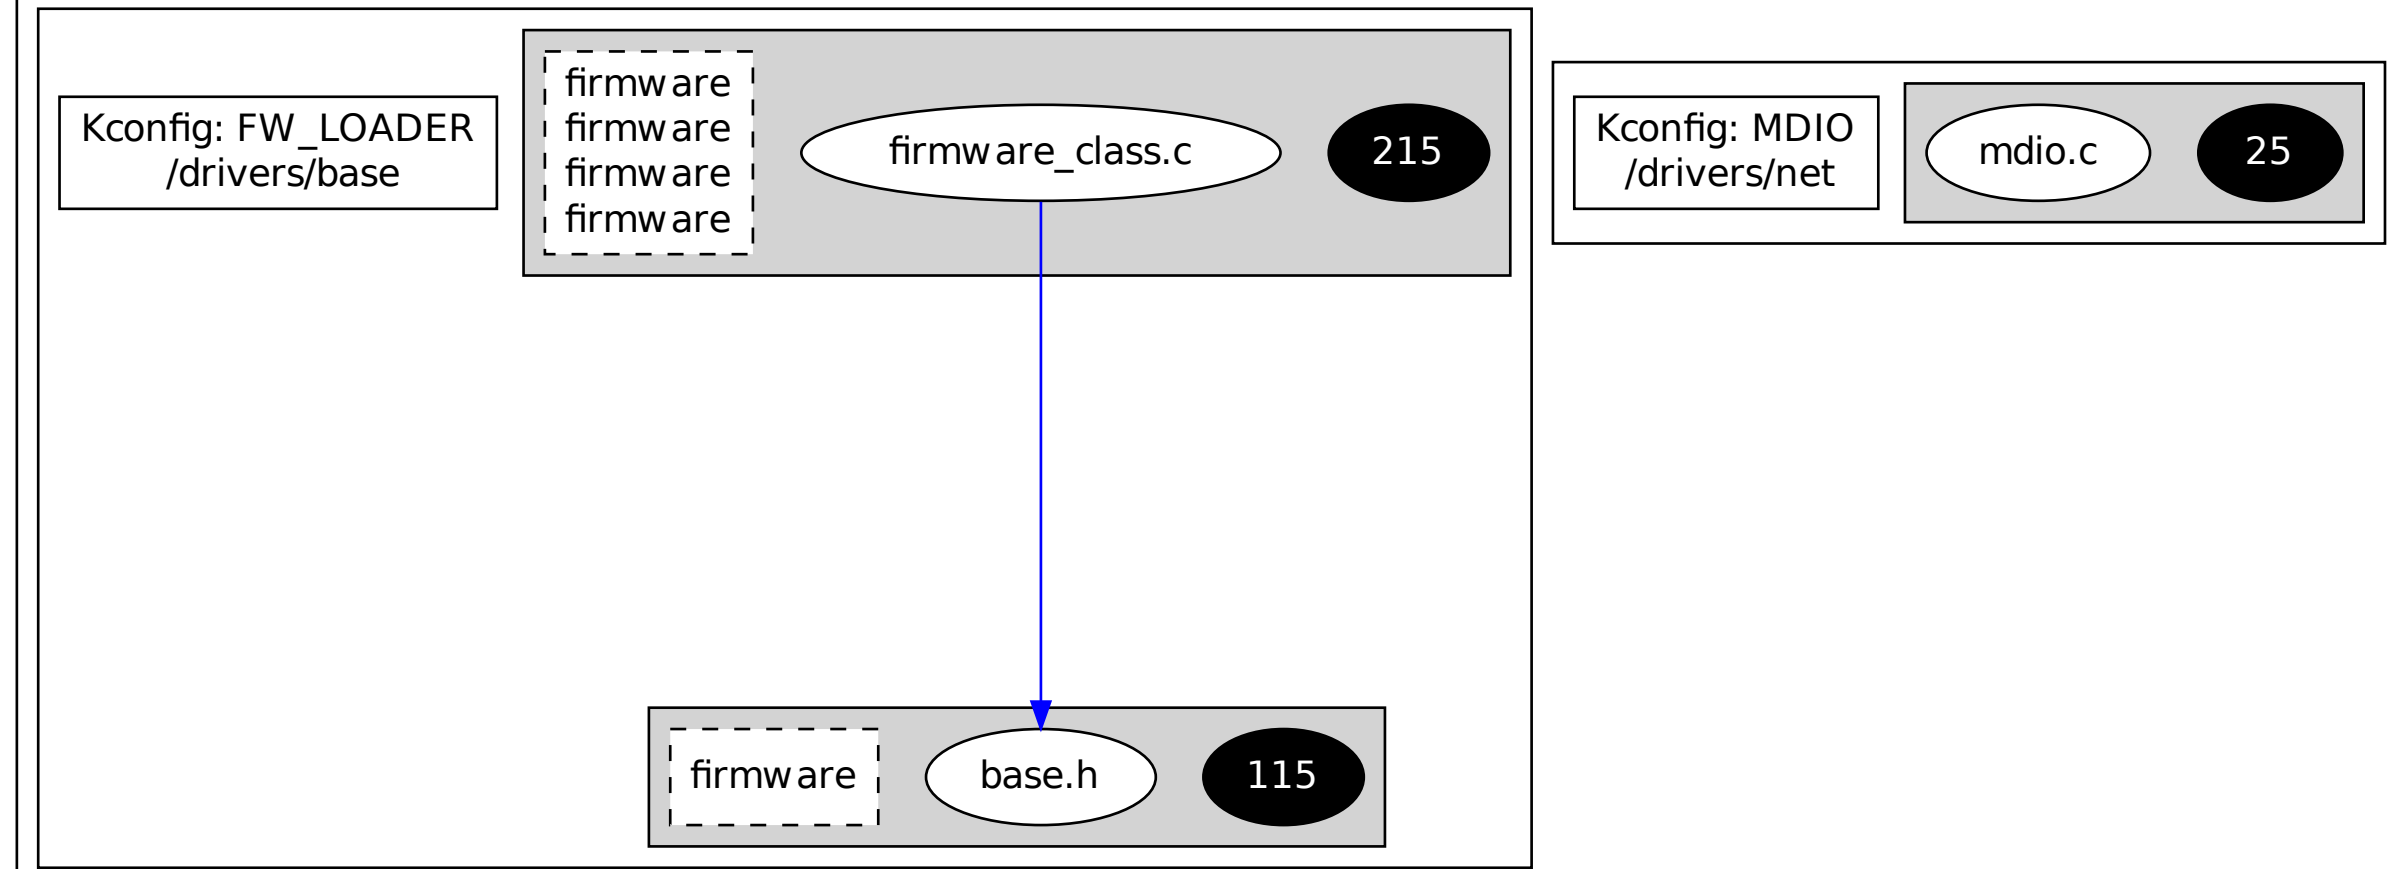 Kconfig: FW_LOADER
/drivers/base
firmware
firmware
firmware
firmware
firmware_class.c
215
Kconfig: MDIO
/drivers/net
mdio.c
25
firmware
base.h
115